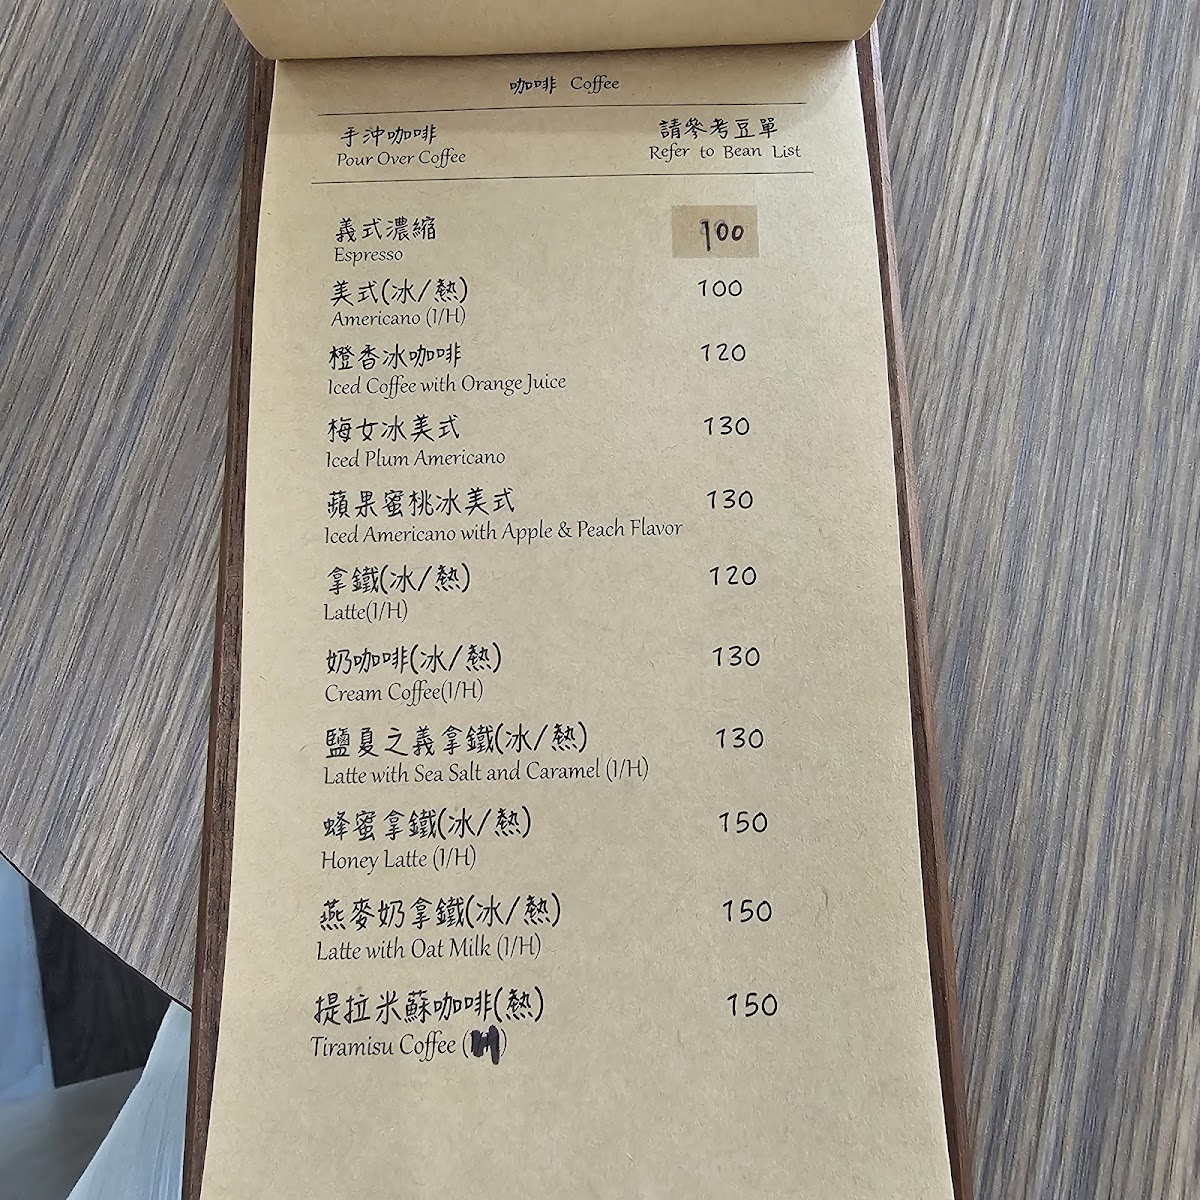 咖啡 Coffee
手沖咖啡 請參考豆單
Pour Over Coffee Refer to Bean List
義式濃縮 100
Espresso
美式(冰/熱) 100
Americano (I/H)
橙香冰咖啡 120
Iced Coffee with Orange Juice
梅女冰美式 130
Iced Plum Americano
蘋果蜜桃冰美式 130
Iced Americano with Apple & Peach Flavor
拿鐵(冰/熱) 120
Latte(I/H)
奶咖啡(冰/熱) 130
Cream Coffee(I/H)
鹽夏之義拿鐵(冰/熱) 130
Latte with Sea Salt and Caramel (I/H)
蜂蜜拿鐵(冰/熱) 150
Honey Latte (I/H)
燕麥奶拿鐵(冰/熱) 150
Latte with Oat Milk (I/H)
提拉米蘇咖啡(熱) 150
Tiramisu Coffee ( )